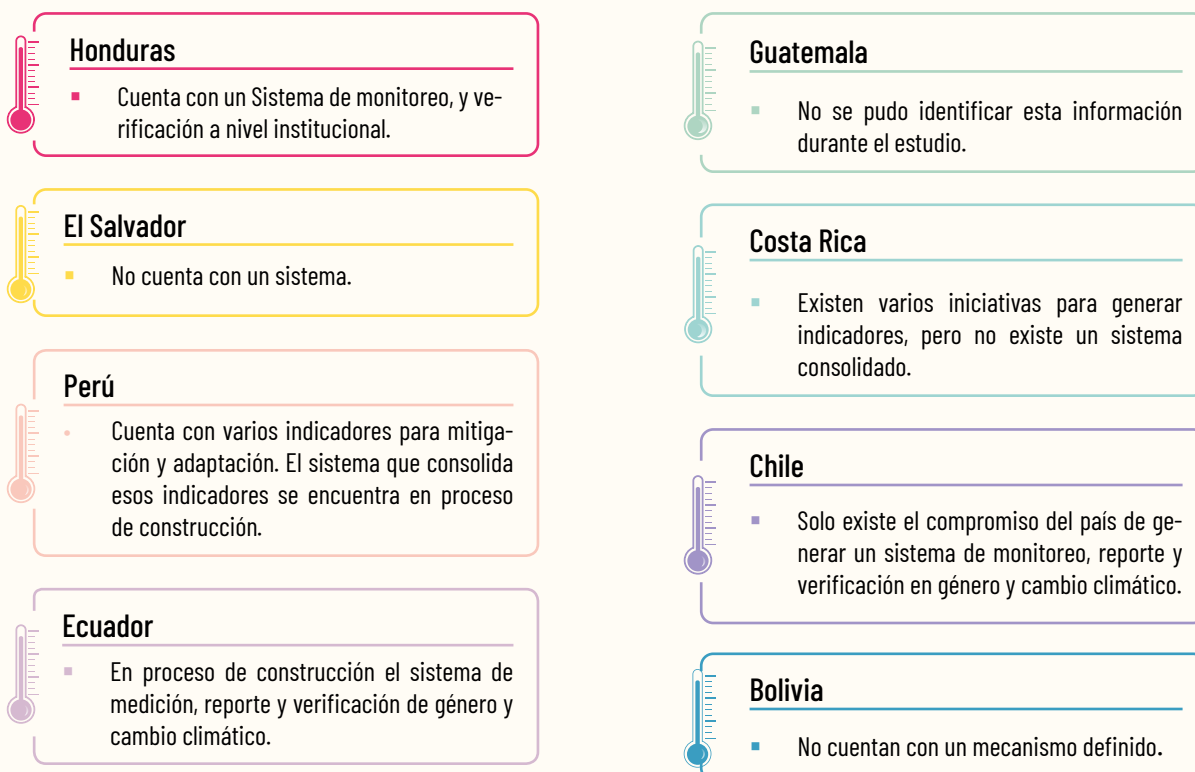 Honduras
▪ Cuenta con un Sistema de monitoreo, y ve-
rificación a nivel institucional.
El Salvador
▪ No cuenta con un sistema.
Perú
• Cuenta con varios indicadores para mitiga-
ción y adaptación. El sistema que consolida
esos indicadores se encuentra en proceso
de construcción.
Ecuador
▪ En proceso de construcción el sistema de
medición, reporte y verificación de género y
cambio climático.
Guatemala
▪ No se pudo identificar esta información
durante el estudio.
Costa Rica
▪ Existen varios iniciativas para generar
indicadores, pero no existe un sistema
consolidado.
Chile
▪ Solo existe el compromiso del país de ge-
nerar un sistema de monitoreo, reporte y
verificación en género y cambio climático.
Bolivia
▪ No cuentan con un mecanismo definido.